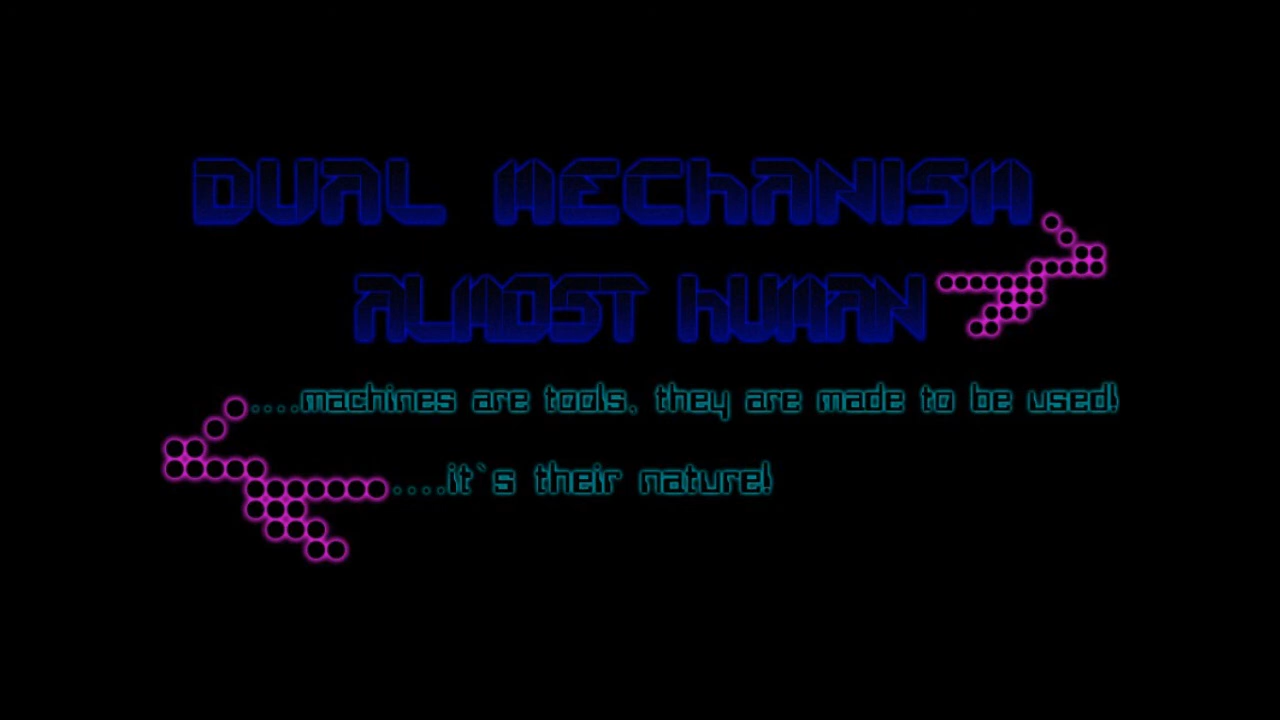 DUAL MEChANISM
ALMOST hUMAN
....machines are tools, they are made to be used!
....it`s their nature!